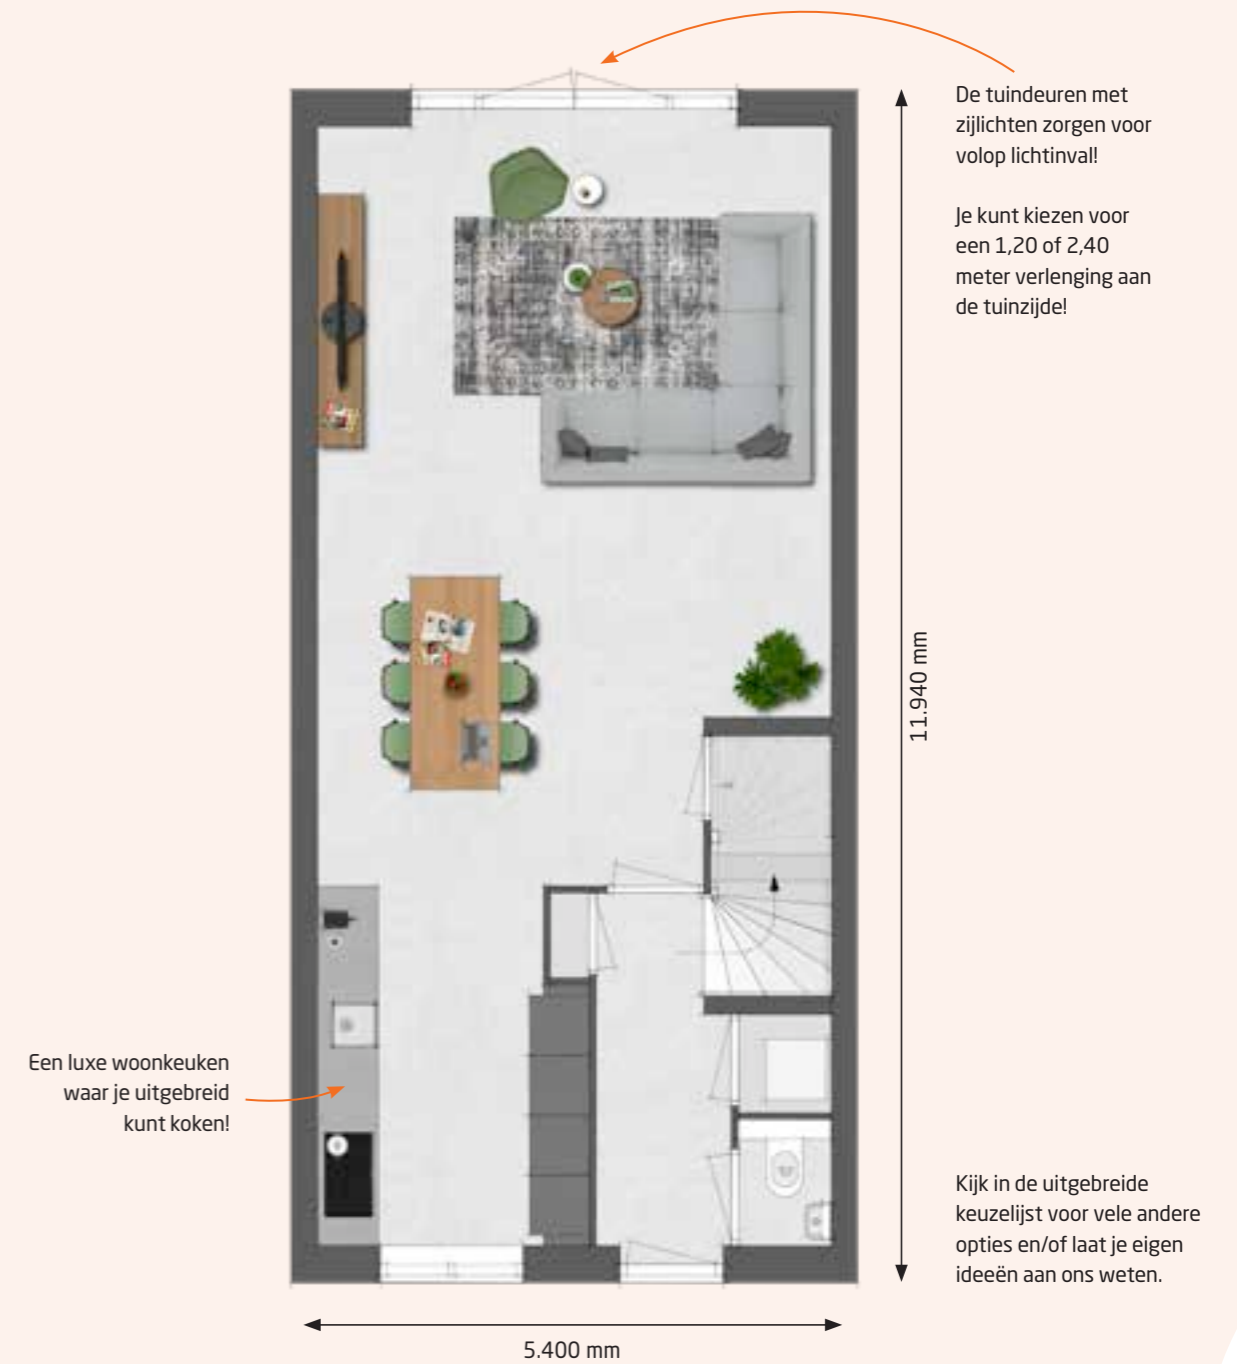 De tuindeuren met
zijlichten zorgen voor
volop lichtinval!
Je kunt kiezen voor
een 1,20 of 2,40
meter verlenging aan
de tuinzijde!
11.940 mm
Een luxe woonkeuken
waar je uitgebreid
kunt koken!
Kijk in de uitgebreide
keuzelijst voor vele andere
opties en/of laat je eigen
ideeën aan ons weten.
5.400 mm